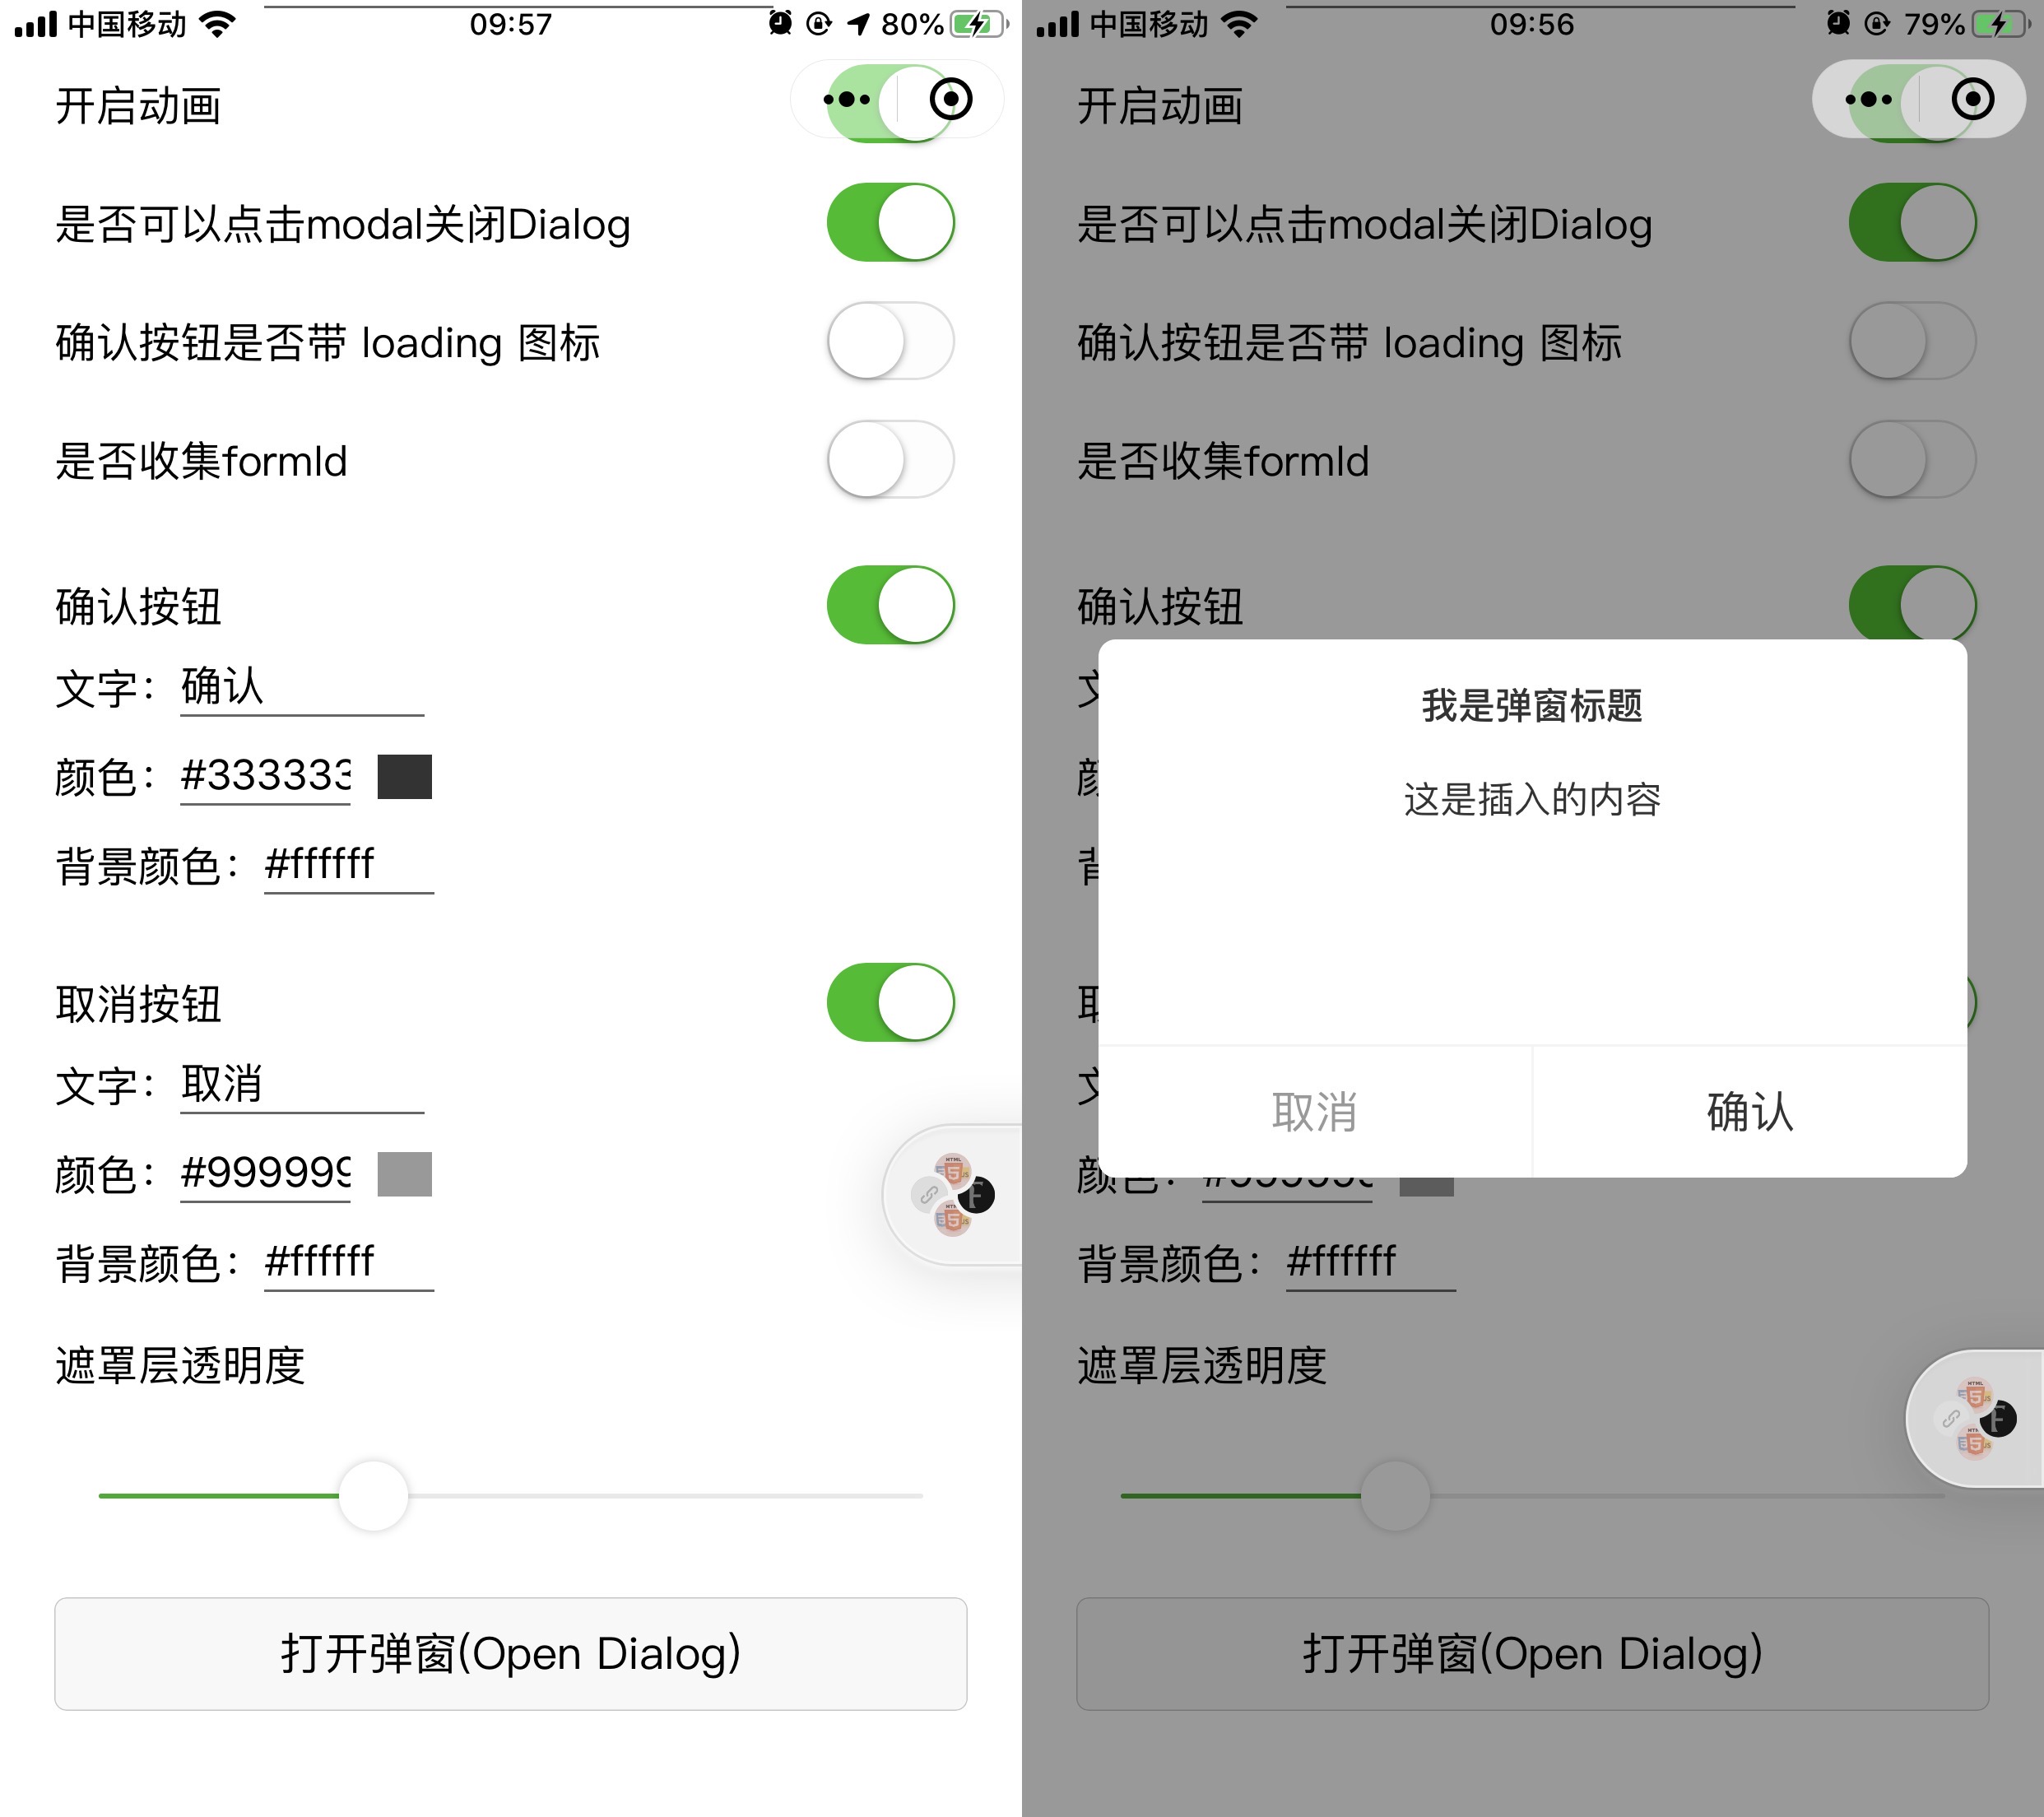 中国移动 09:57 80%
开启动画
是否可以点击modal关闭Dialog
确认按钮是否带 loading 图标
是否收集formId
确认按钮
文字： 确认
颜色： #333333
背景颜色： #ffffff
取消按钮
文字： 取消
颜色： #999999
背景颜色： #ffffff
遮罩层透明度
打开弹窗(Open Dialog)
中国移动 09:56 79%
开启动画
是否可以点击modal关闭Dialog
确认按钮是否带 loading 图标
是否收集formId
确认按钮
我是弹窗标题
这是插入的内容
取消 确认
背景颜色： #ffffff
遮罩层透明度
打开弹窗(Open Dialog)